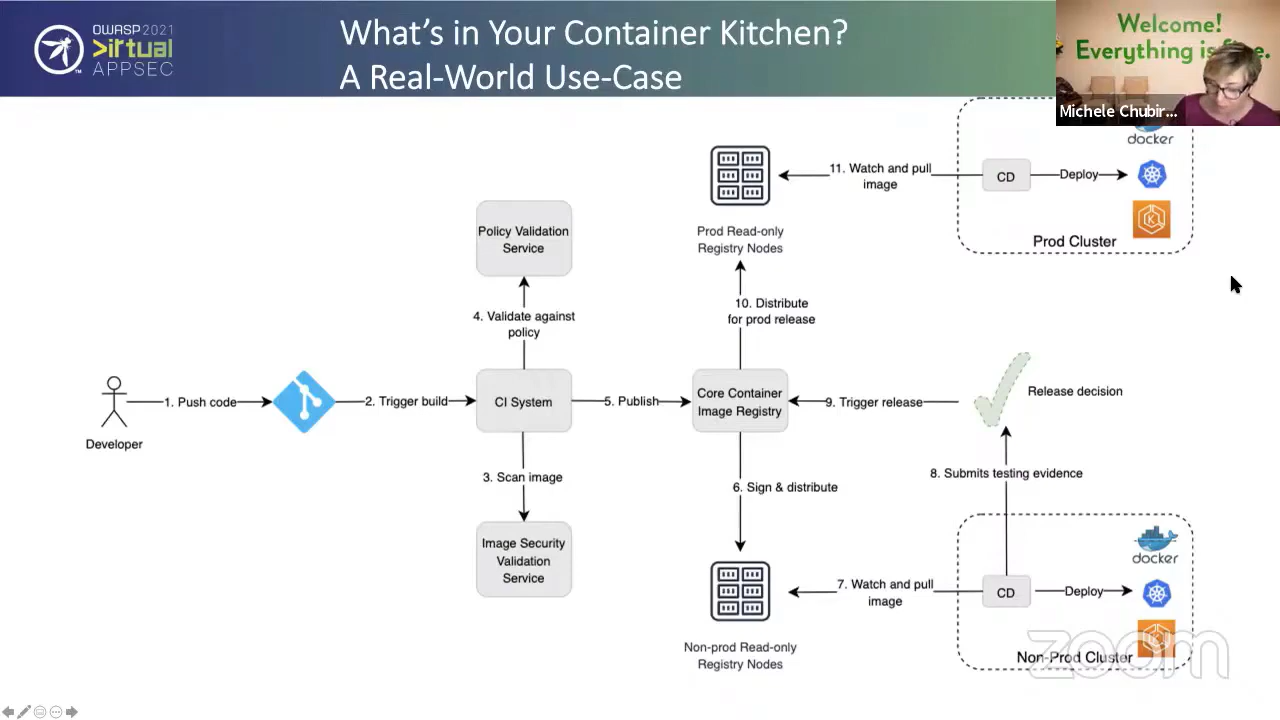 OWASP 2021
>irtual
APPSEC
What's in Your Container Kitchen?
A Real-World Use-Case
Welcome!
Everything is
Michele Chubir...
docker
11. Watch and pull
image
CD
Deploy
Prod Cluster
Prod Read-only
Registry Nodes
Policy Validation
Service
10. Distribute
for prod release
4. Validate against
policy
1. Push code
2. Trigger build
CI System
5. Publish
Core Container
Image Registry
9. Trigger release
Release decision
Developer
3. Scan image
6. Sign & distribute
8. Submits testing evidence
Image Security
Validation
Service
docker
7. Watch and pull
image
CD
Deploy
Non-Prod Cluster
zoom
Non-prod Read-only
Registry Nodes